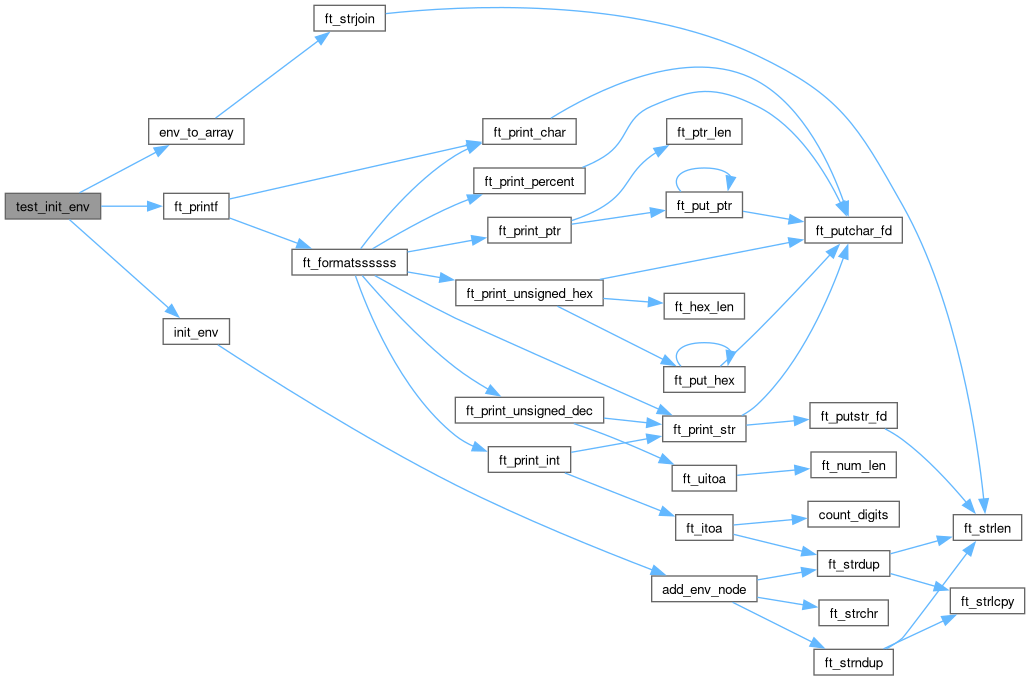 ft_strjoin
env_to_array
ft_print_char
ft_ptr_len
ft_print_percent
test_init_env
ft_printf
ft_put_ptr
ft_print_ptr
ft_putchar_fd
ft_formatssssss
ft_print_unsigned_hex
ft_hex_len
init_env
ft_put_hex
ft_print_unsigned_dec
ft_print_str
ft_putstr_fd
ft_print_int
ft_uitoa
ft_num_len
ft_itoa
count_digits
ft_strlen
ft_strdup
add_env_node
ft_strlcpy
ft_strchr
ft_strndup